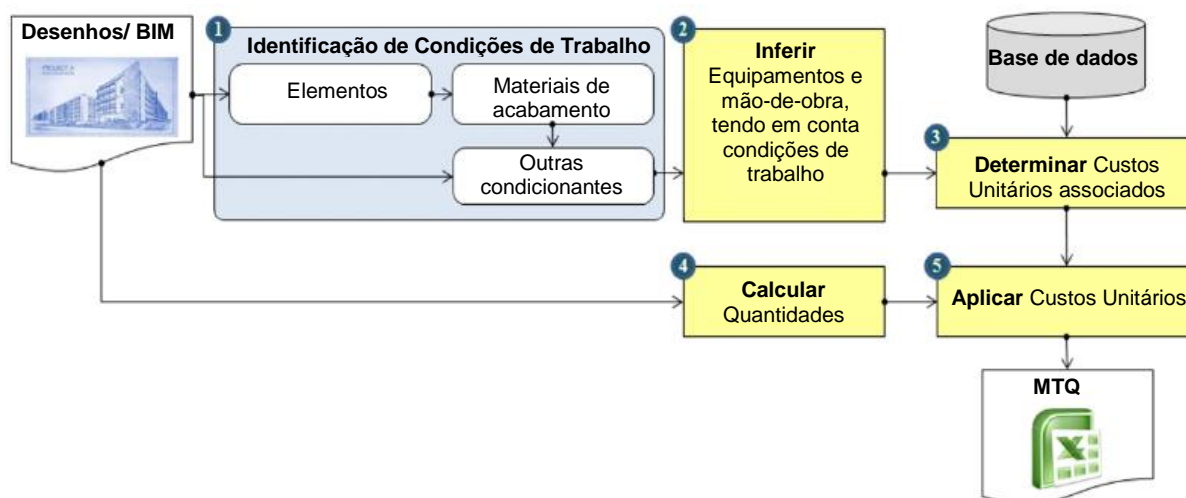 Desenhos/ BIM
PROJECT A
1
Identificação de Condições de Trabalho
Elementos
Materiais de
acabamento
Outras
condicionantes
2
Inferir
Equipamentos e
mão-de-obra,
tendo em conta
condições de
trabalho
Base de dados
3
Determinar Custos
Unitários associados
4
Calcular
Quantidades
5
Aplicar Custos Unitários
MTQ
X